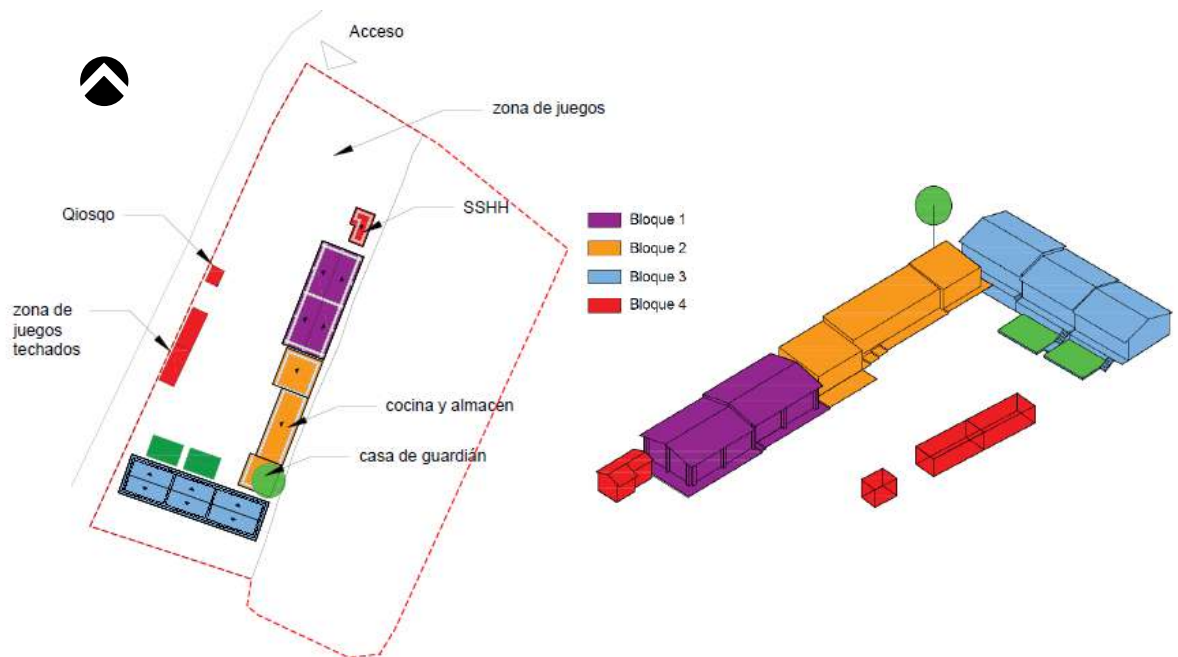 Acceso
zona de juegos
Qiosqo
SSHH
zona de
juegos
techados
cocina y almacen
casa de guardián
Bloque 1
Bloque 2
Bloque 3
Bloque 4